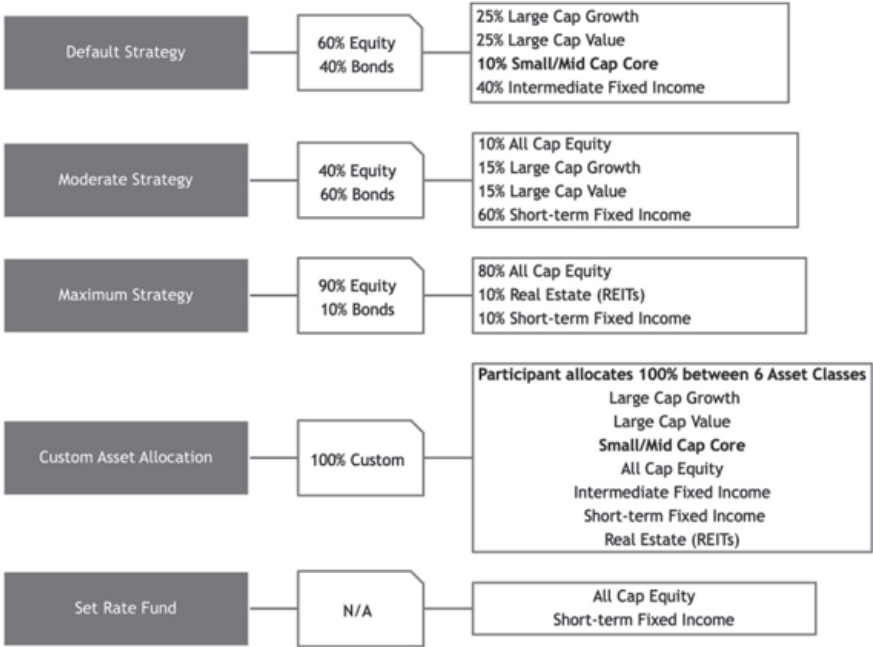 Default Strategy
60% Equity
40% Bonds
25% Large Cap Growth
25% Large Cap Value
10% Small/Mid Cap Core
40% Intermediate Fixed Income
Moderate Strategy
40% Equity
60% Bonds
10% All Cap Equity
15% Large Cap Growth
15% Large Cap Value
60% Short-term Fixed Income
Maximum Strategy
90% Equity
10% Bonds
80% All Cap Equity
10% Real Estate (REITs)
10% Short-term Fixed Income
Custom Asset Allocation
100% Custom
Participant allocates 100% between 6 Asset Classes
Large Cap Growth
Large Cap Value
Small/Mid Cap Core
All Cap Equity
Intermediate Fixed Income
Short-term Fixed Income
Real Estate (REITs)
Set Rate Fund
N/A
All Cap Equity
Short-term Fixed Income